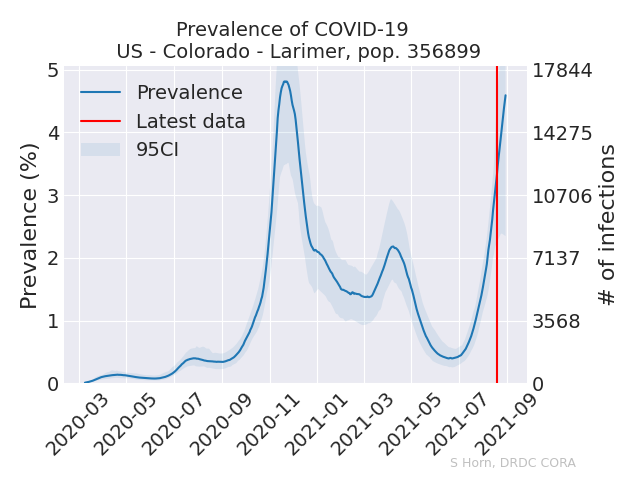 Prevalence of COVID-19
US - Colorado - Larimer, pop. 356899
Prevalence
Latest data
95CI
Prevalence (%)
5
4
3
2
1
0
17844
14275
10706
7137
3568
0
# of infections
2020-03
2020-05
2020-07
2020-09
2020-11
2021-01
2021-03
2021-05
2021-07
2021-09
S Horn, DRDC CORA